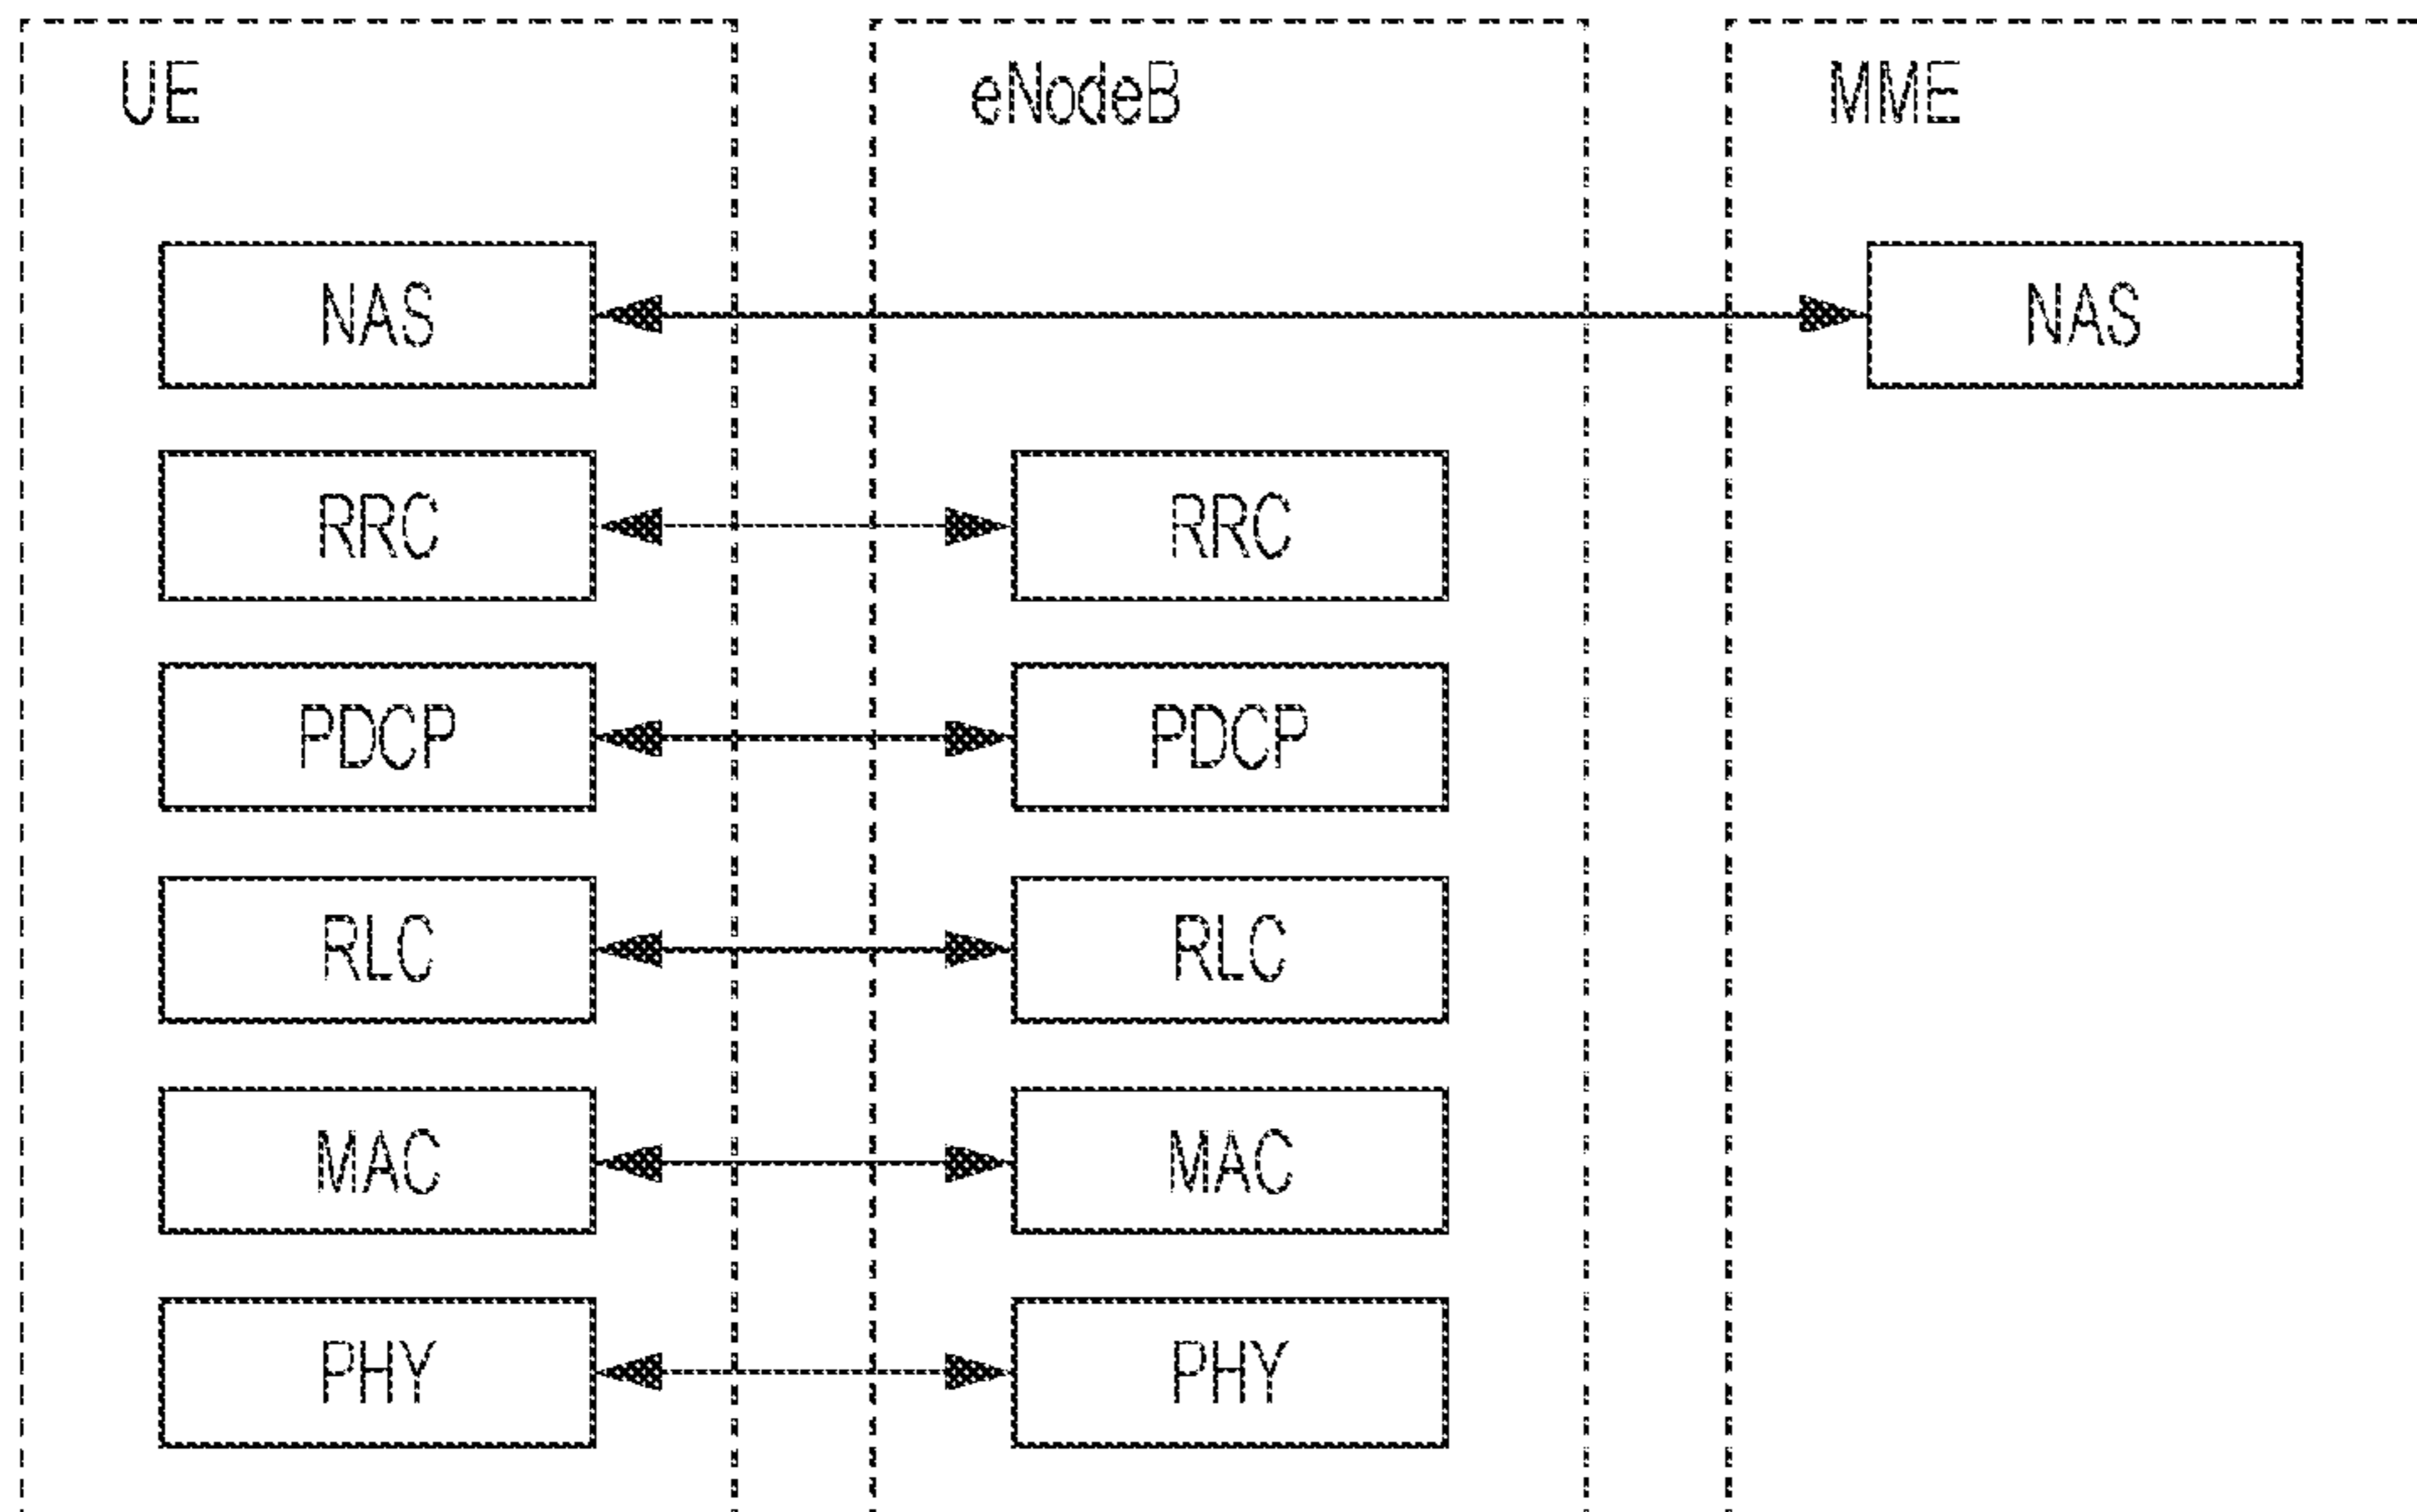 UE eNodeB MME
NAS NAS
RRC RRC
PDCP PDCP
RLC RLC
MAC MAC
PHY PHY